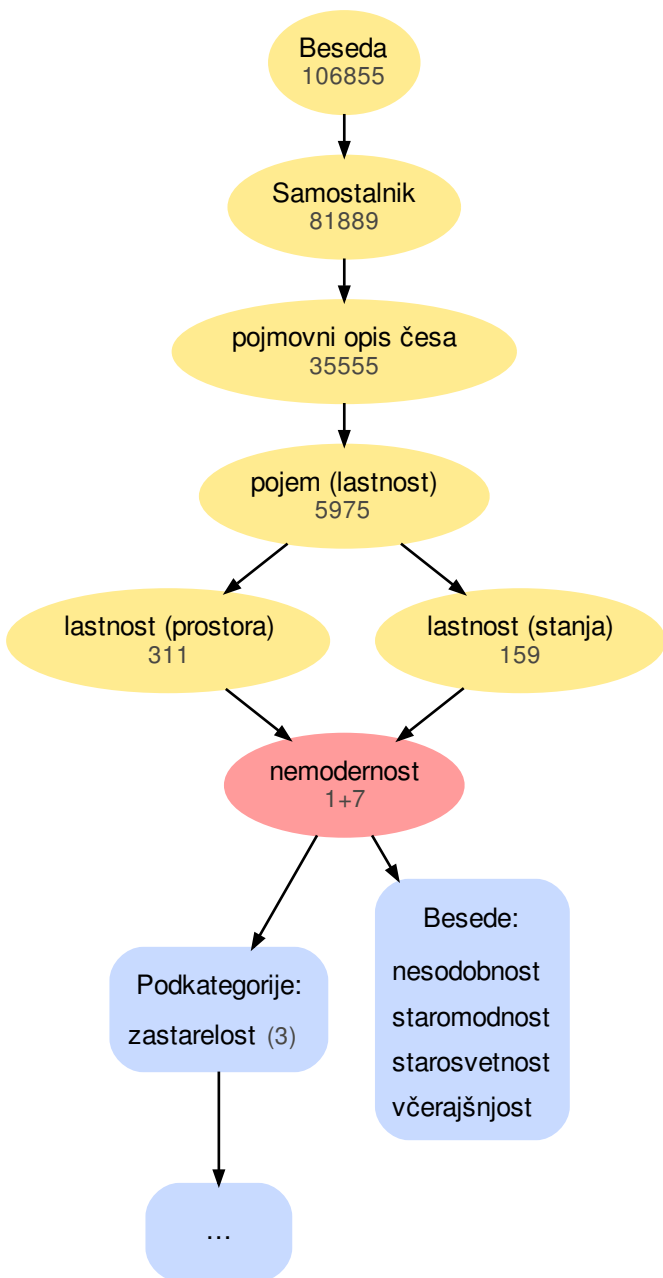 Beseda
106855
Samostalnik
81889
pojmovni opis česa
35555
pojem (lastnost)
5975
lastnost (prostora)
311
lastnost (stanja)
159
nemodernost
1+7
Podkategorije:
zastarelost (3)
Besede:
nesodobnost
staromodnost
starosvetnost
včerajšnjost
...